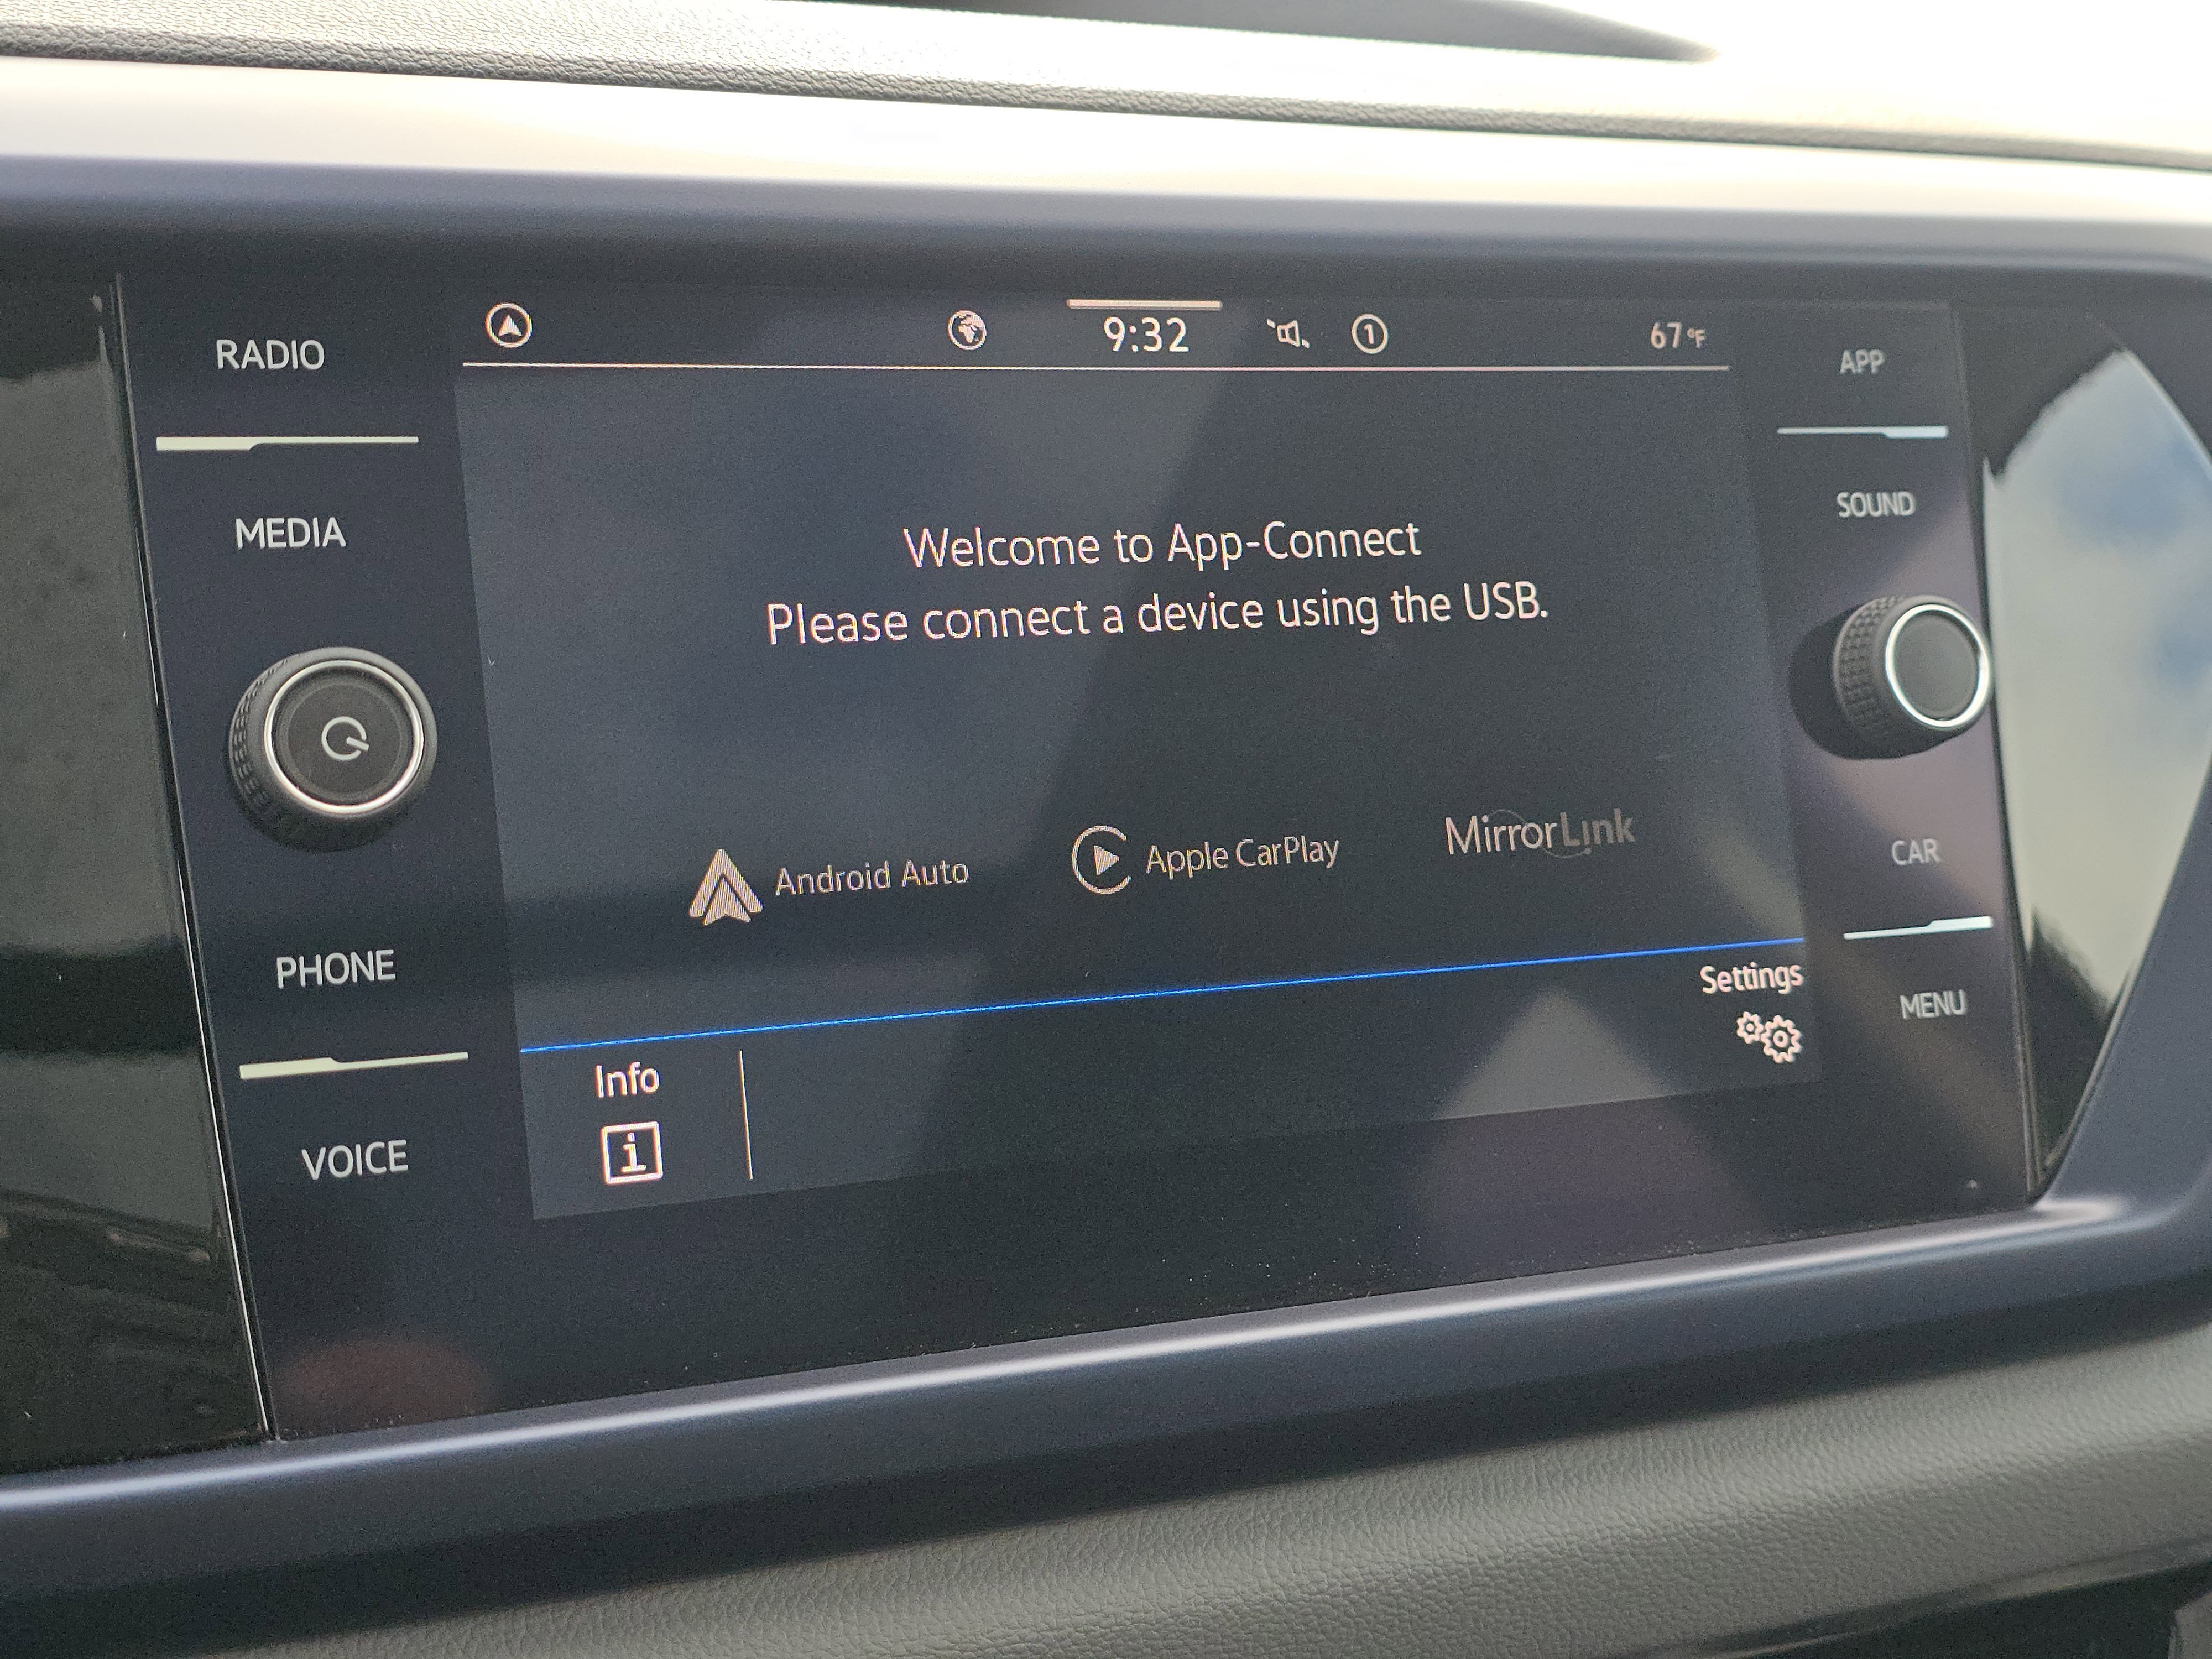 RADIO
MEDIA
PHONE
VOICE
9:32
1
67°F
Welcome to App-Connect
Please connect a device using the USB.
Android Auto
Apple CarPlay
MirrorLink
Settings
Info
i
APP
SOUND
CAR
MENU